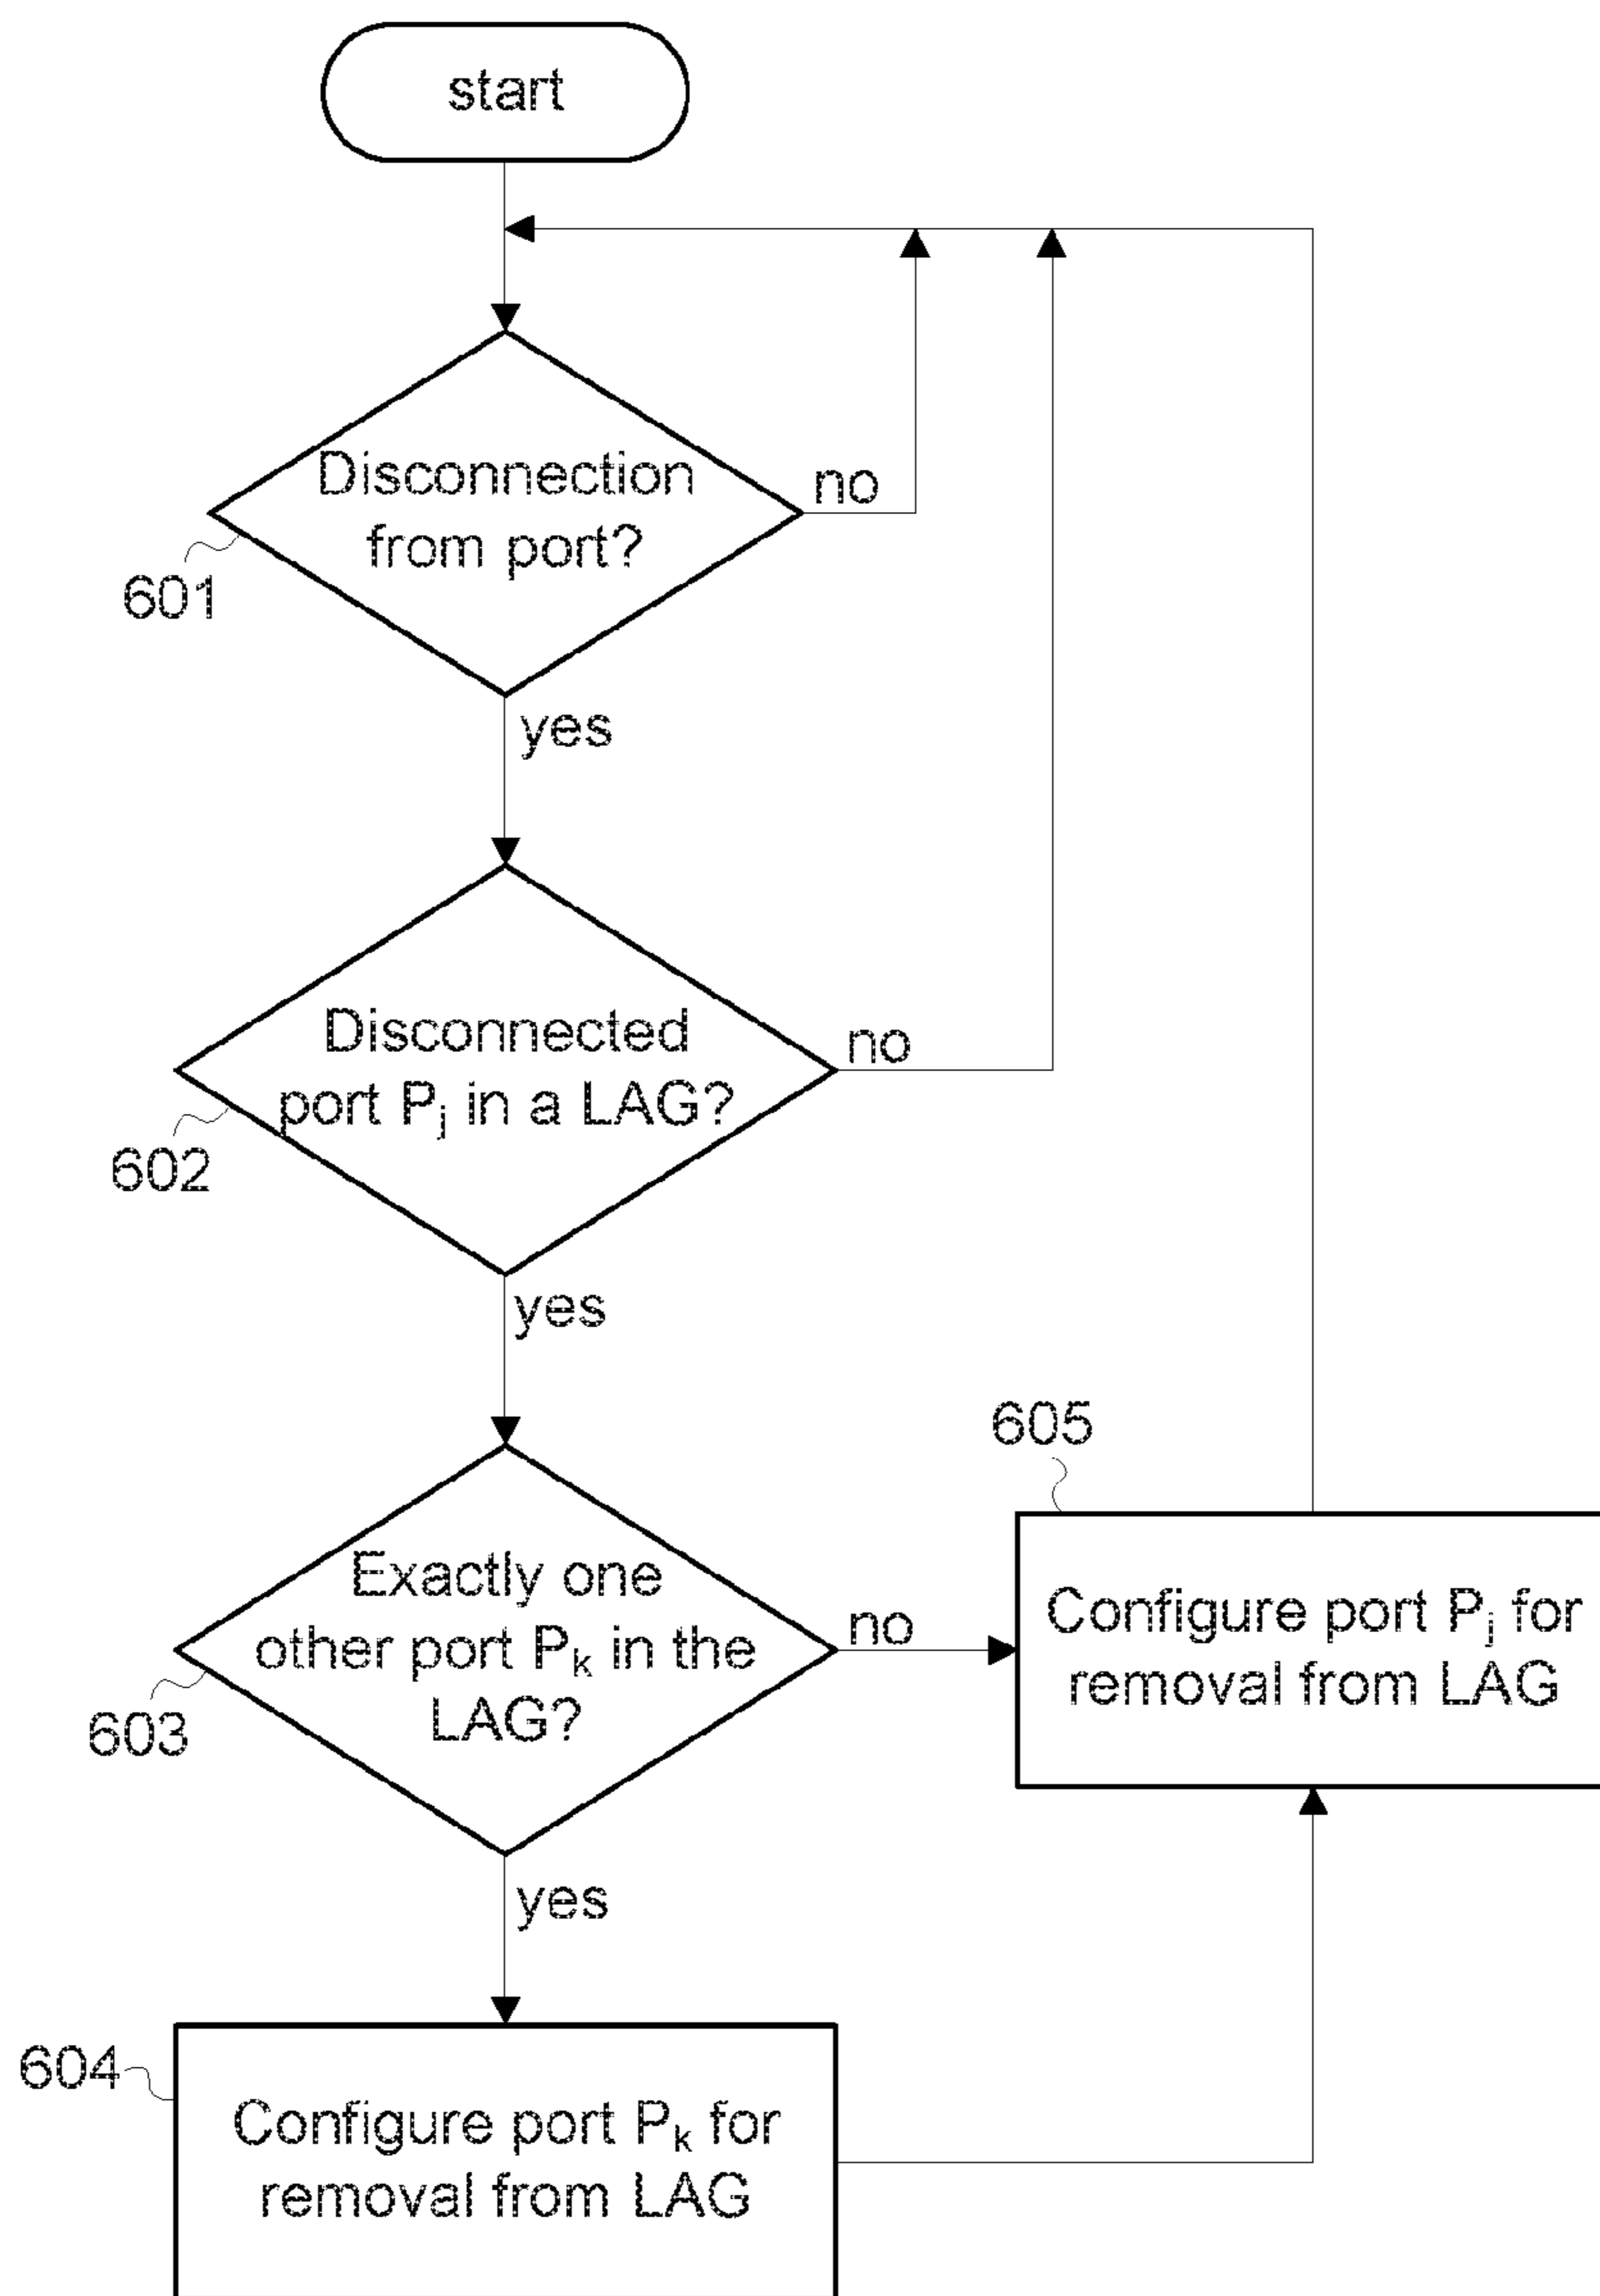 start
Disconnection
from port?
no
601
yes
Disconnected
port Pj in a LAG?
no
602
yes
605
Exactly one
other port Pk in the
LAG?
no
603
Configure port Pj for
removal from LAG
yes
604
Configure port Pk for
removal from LAG